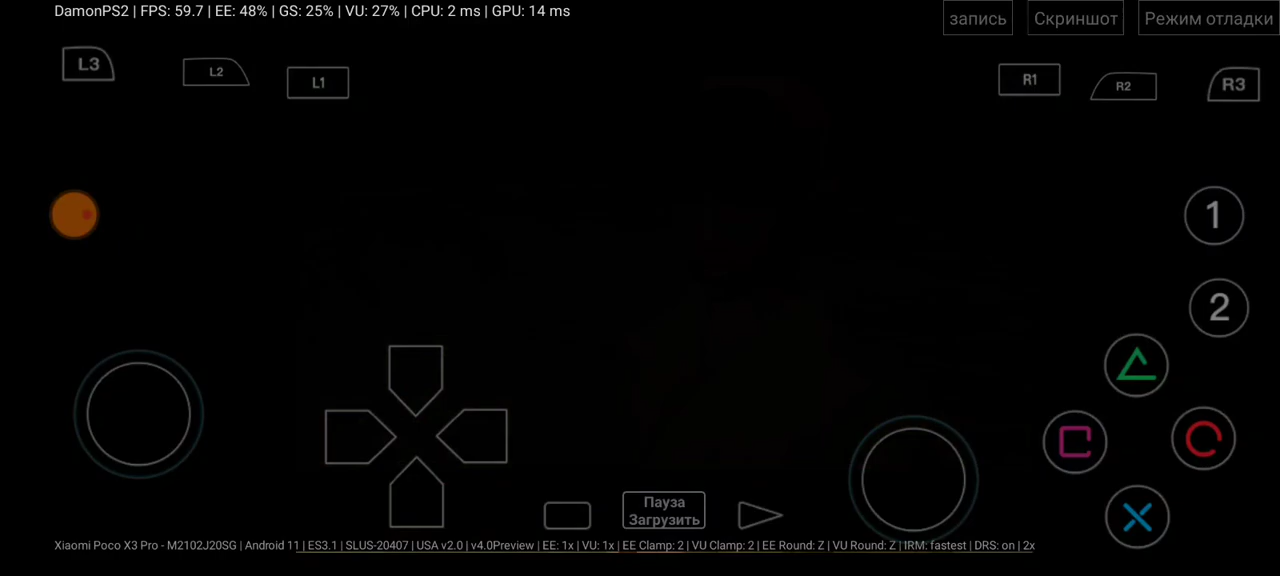 DamonPS2 | FPS: 59.7 | EE: 48% | GS: 25% | VU: 27% | CPU: 2 ms | GPU: 14 ms
запись
Скриншот
Режим отладки
L3
L2
L1
R1
R2
R3
1
2
Пауза
Загрузить
Xiaomi Poco X3 Pro - M2102J20SG | Android 11 | ES3.1 | SLUS-20407 | USA v2.0 | v4.0Preview | EE: 1x | VU: 1x | EE Clamp: 2 | VU Clamp: 2 | EE Round: Z | VU Round: Z | IRM: fastest | DRS: on | 2x